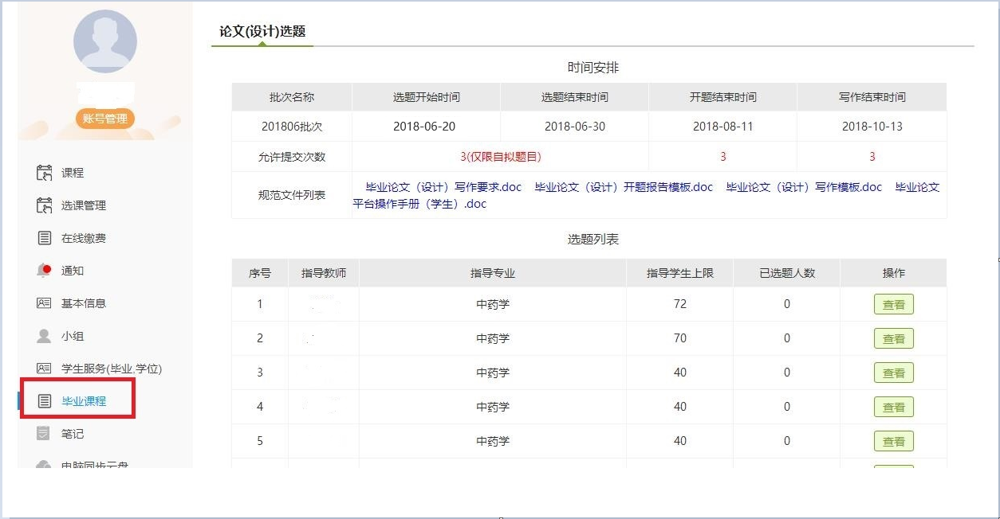 账号管理
课程
选课管理
在线缴费
通知
基本信息
小组
学生服务(毕业,学位)
毕业课程
笔记
电脑同步云盘
论文(设计)选题
时间安排
批次名称 选题开始时间 选题结束时间 开题结束时间 写作结束时间
201806批次 2018-06-20 2018-06-30 2018-08-11 2018-10-13
允许提交次数 3(仅限自拟题目) 3 3
规范文件列表 毕业论文（设计）写作要求.doc 毕业论文（设计）开题报告模板.doc 毕业论文（设计）写作模板.doc 毕业论文
平台操作手册（学生）.doc
选题列表
序号 指导教师 指导专业 指导学生上限 已选题人数 操作
1 中药学 72 0 查看
2 中药学 70 0 查看
3 中药学 40 0 查看
4 中药学 40 0 查看
5 中药学 40 0 查看